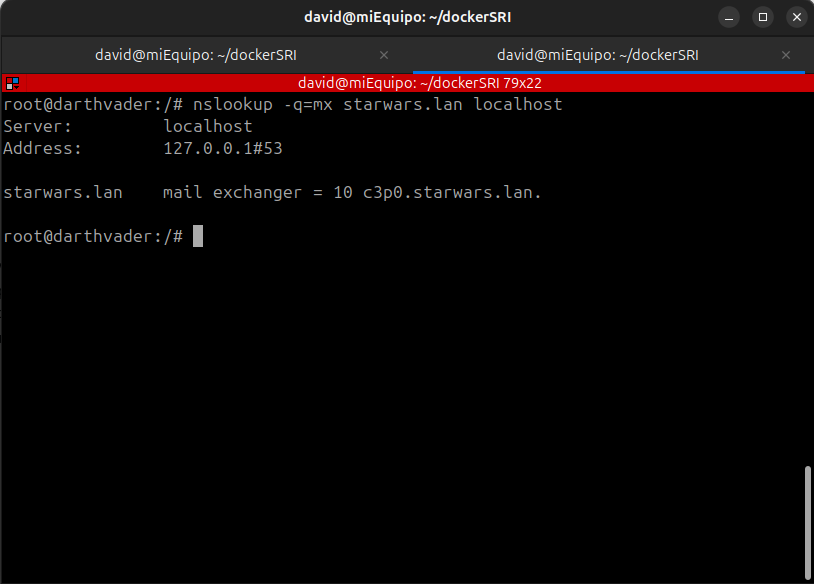 david@miEquipo: ~/dockerSRI
david@miEquipo: ~/dockerSRI × david@miEquipo: ~/dockerSRI ×
david@miEquipo: ~/dockerSRI 79x22
root@darthvader:/# nslookup -q=mx starwars.lan localhost
Server:         localhost
Address:        127.0.0.1#53
starwars.lan    mail exchanger = 10 c3p0.starwars.lan.
root@darthvader:/#